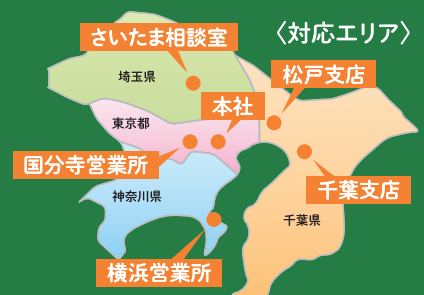 〈対応エリア〉
さいたま相談室
埼玉県
松戸支店
本社
東京都
国分寺営業所
千葉支店
神奈川県
千葉県
横浜営業所